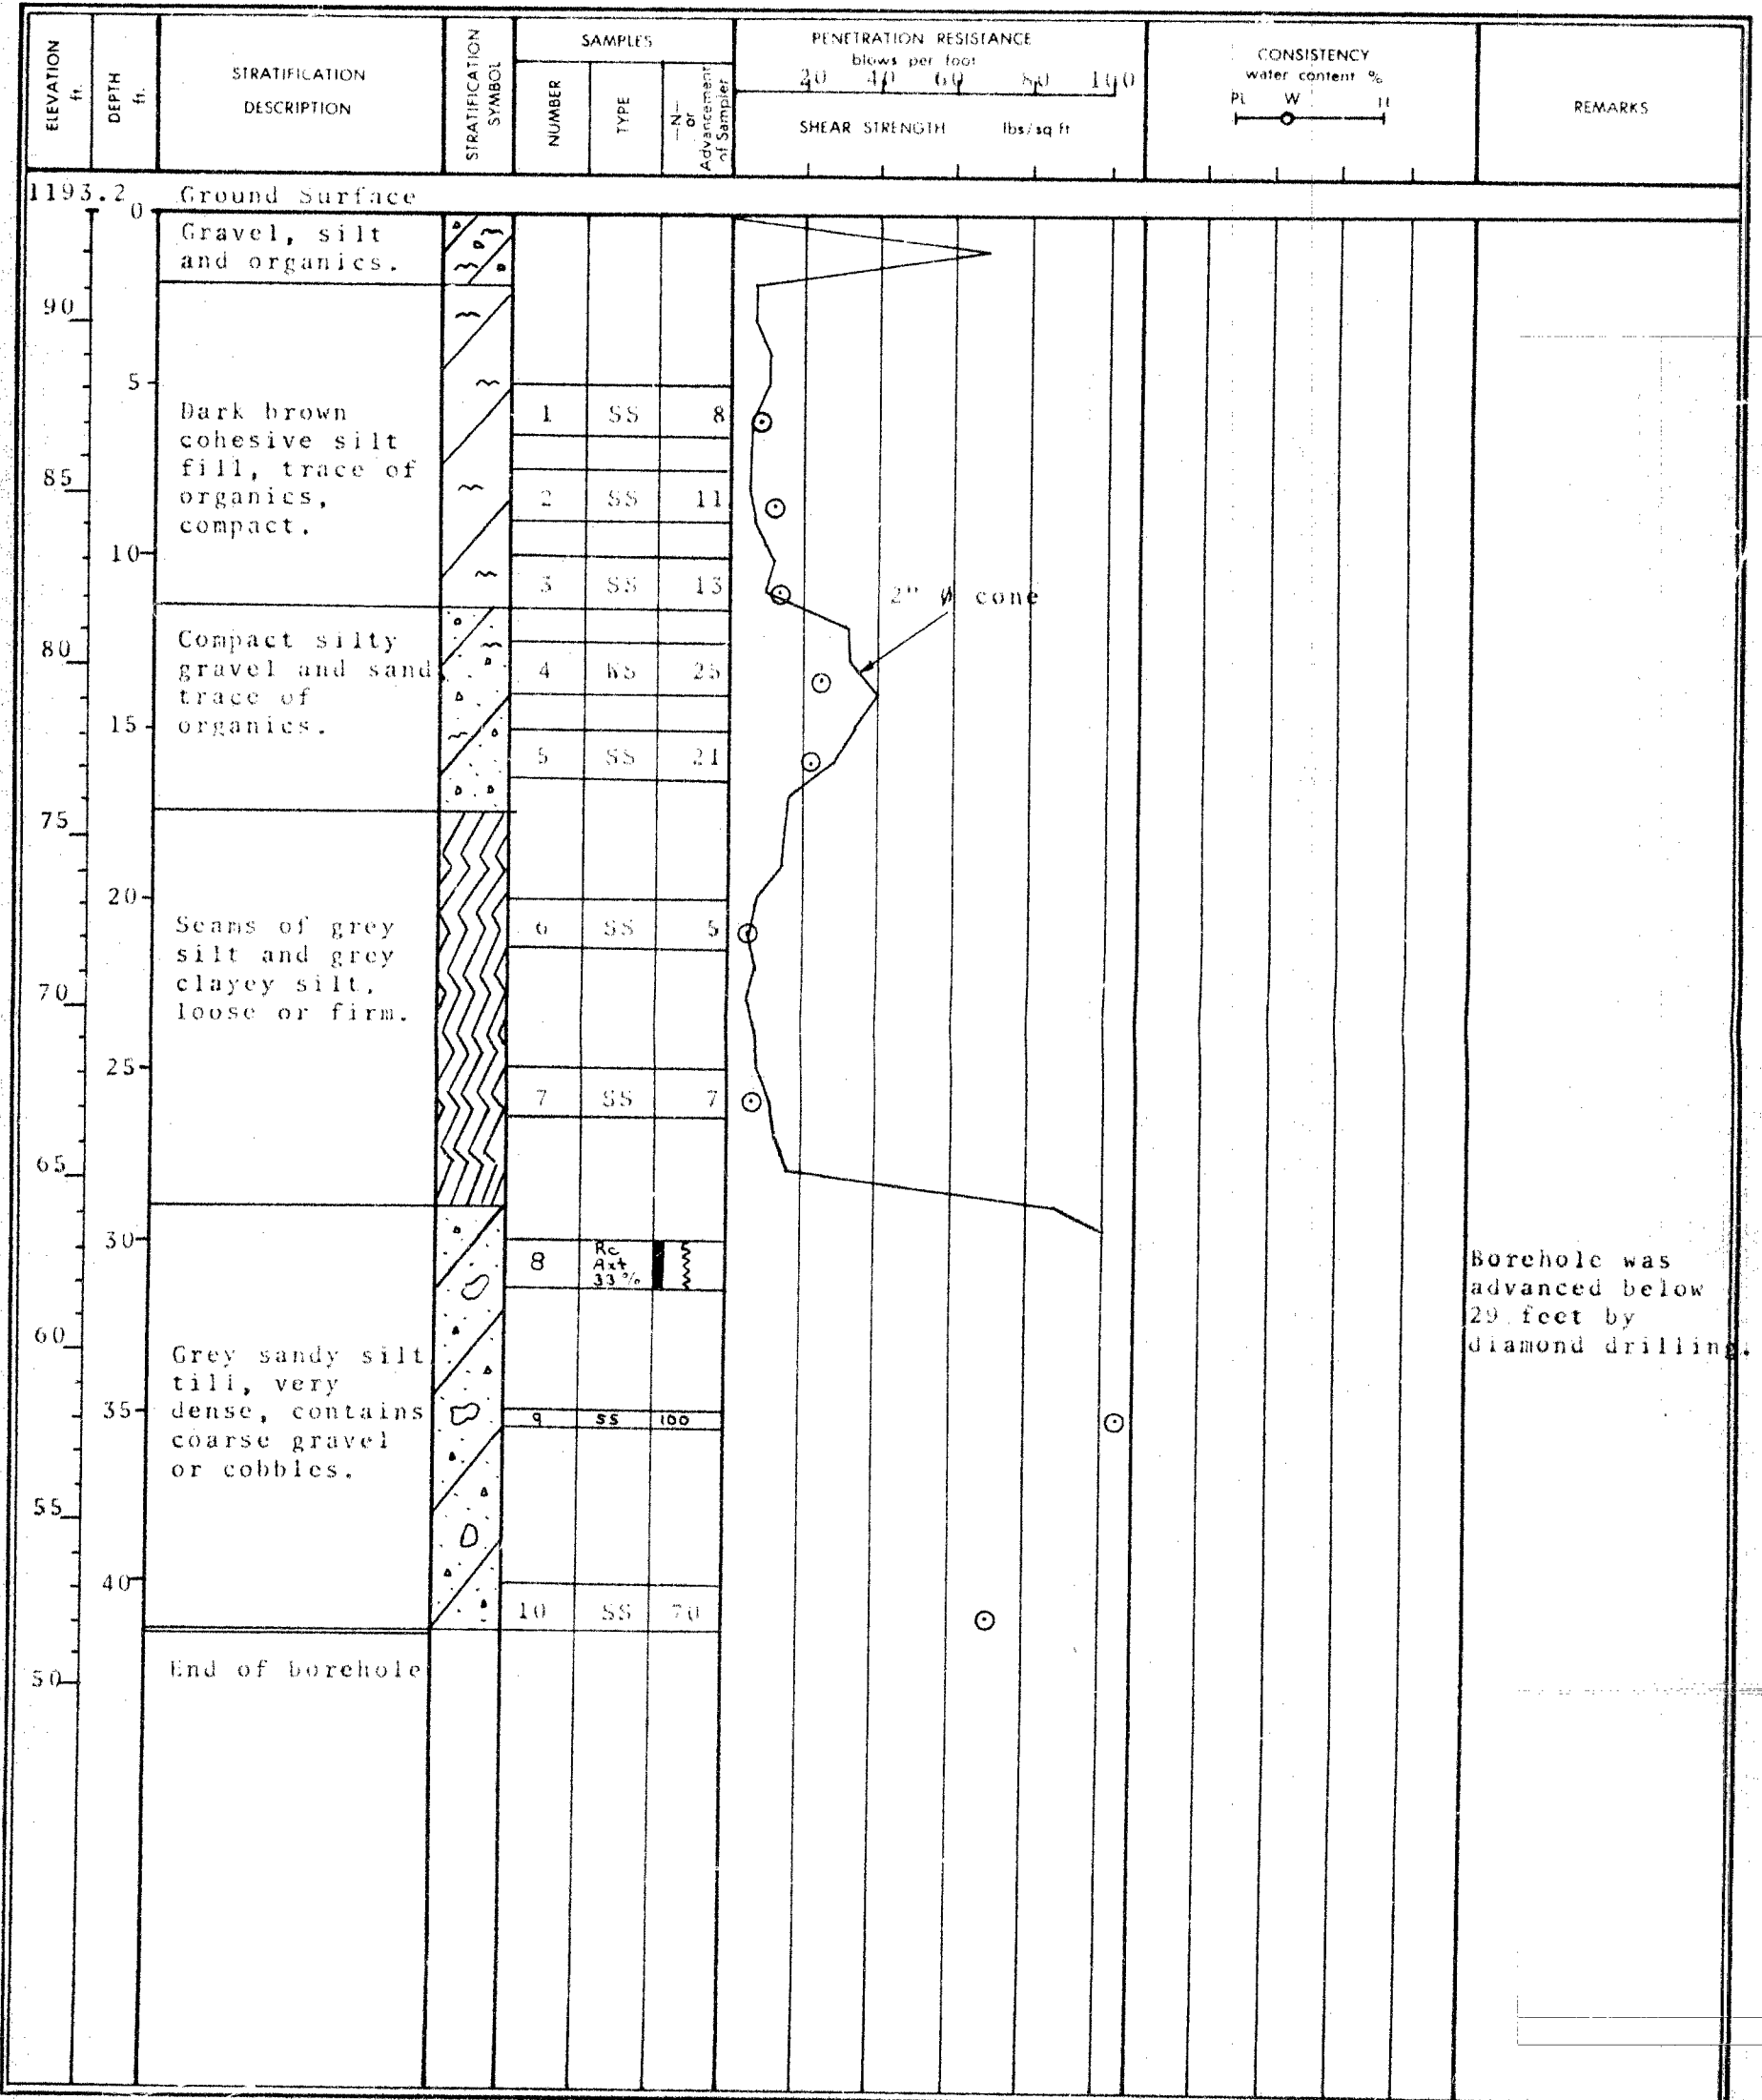 ELEVATION ft.
DEPTH ft.
STRATIFICATION
DESCRIPTION
STRATIFICATION
SYMBOL
SAMPLES
NUMBER
TYPE
—N—
or
Advancement
of Sampler
PENETRATION RESISTANCE
blows per foot
20 40 60 80 100
SHEAR STRENGTH lbs/sq ft
CONSISTENCY
water content %
PL W
REMARKS
1193.2 Ground Surface
0
Gravel, silt
and organics.
90
5
Dark brown
cohesive silt
fill, trace of
organics,
compact.
1 SS 8
85
2 SS 11
10
3 SS 13
2" Ø cone
Compact silty
gravel and sand
trace of
organics.
80
4 25
15
5 SS 21
75
20
Seams of grey
silt and grey
clayey silt,
loose or firm.
6 SS 5
70
25
7 SS 7
65
30
8 Rc
Axt
33%
Borehole was
advanced below
29 feet by
diamond drilling.
60
Grey sandy silt
till, very
dense, contains
coarse gravel
or cobbles.
35
9 SS 100
55
40
10 SS 70
End of borehole
50